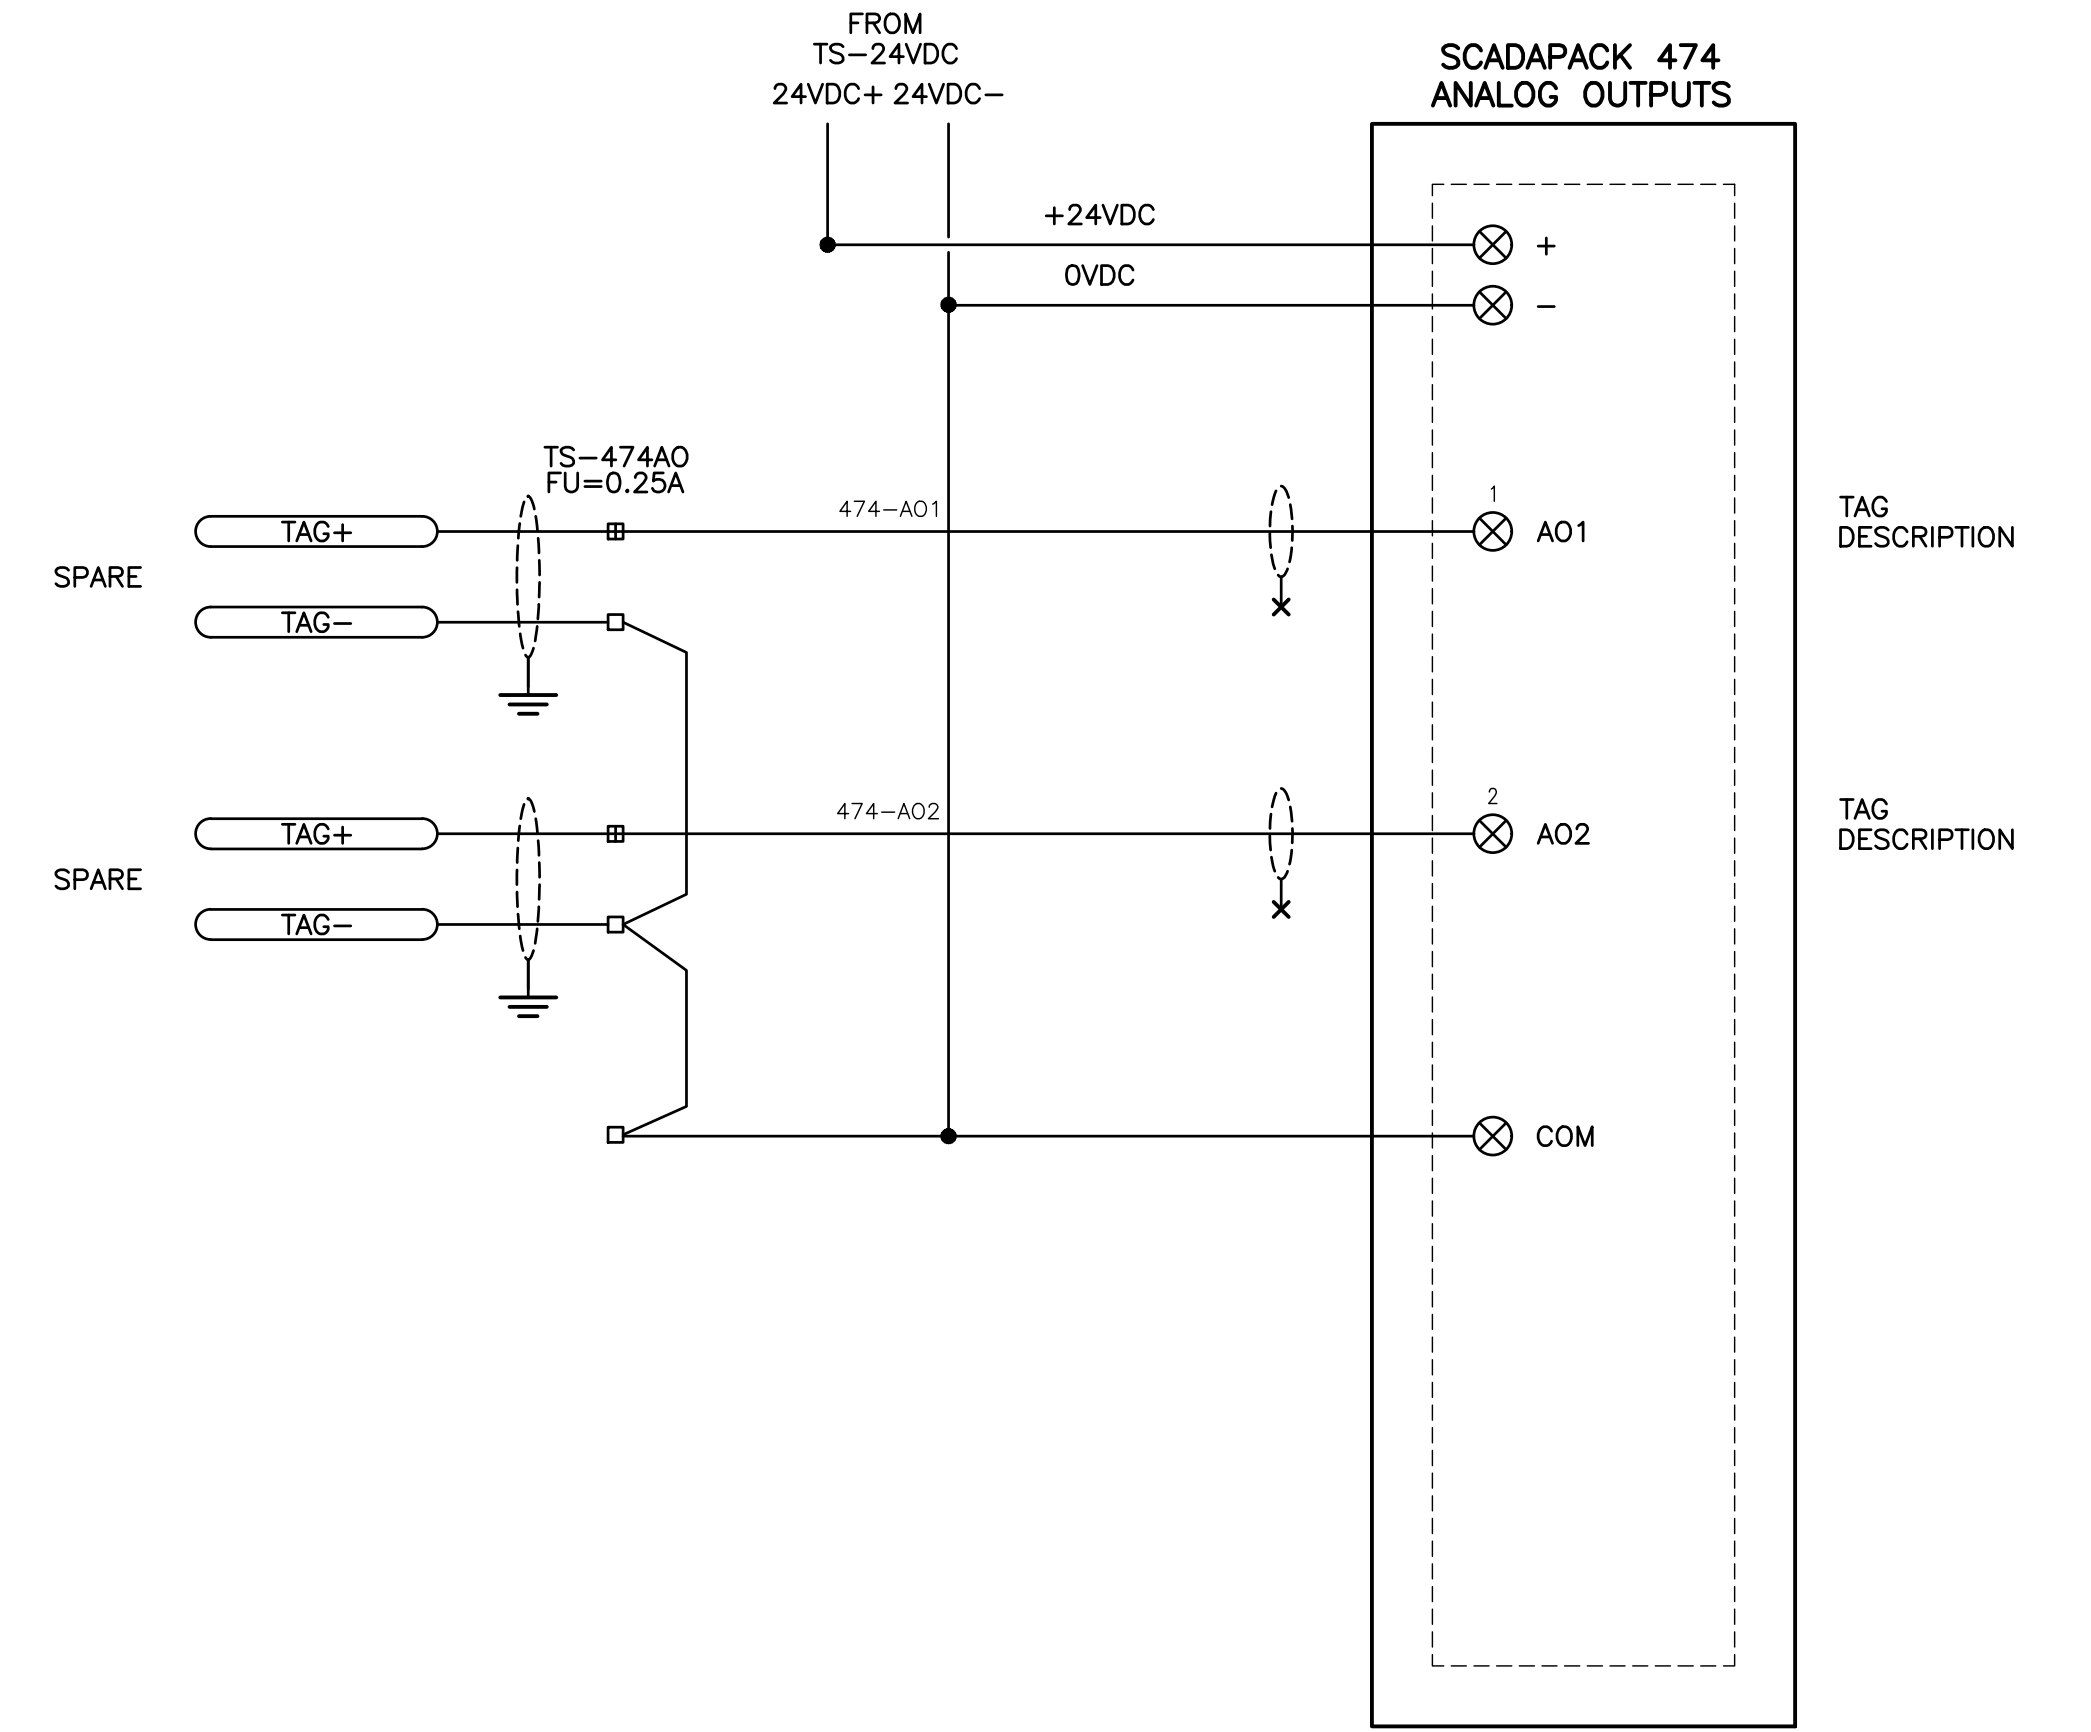 FROM
TS-24VDC
24VDC+ 24VDC-
SCADAPACK 474
ANALOG OUTPUTS
+24VDC
+
0VDC
-
TS-474AO
FU=0.25A
TAG+
474-AO1
1
AO1
TAG
DESCRIPTION
SPARE
TAG-
TAG+
474-AO2
2
AO2
TAG
DESCRIPTION
SPARE
TAG-
COM